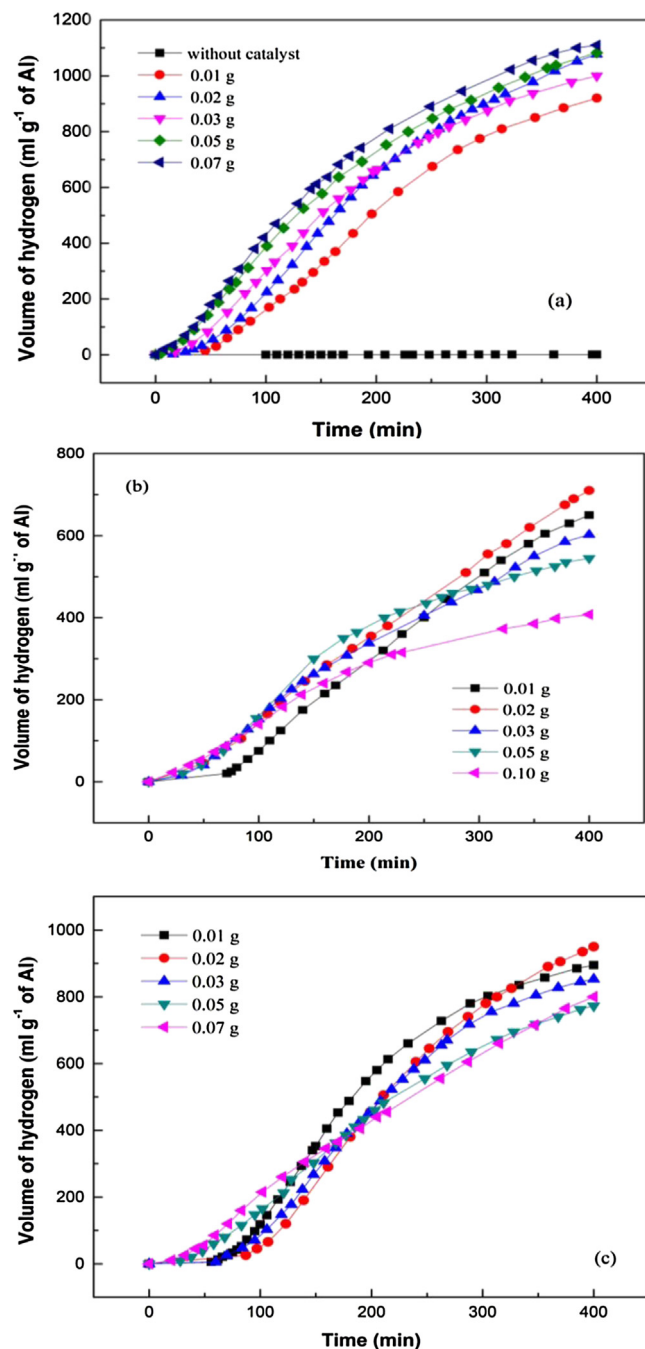 1200
1000
800
600
400
200
0
Volume of hydrogen (ml g⁻¹ of Al)
without catalyst
0.01 g
0.02 g
0.03 g
0.05 g
0.07 g
(a)
0 100 200 300 400
Time (min)
800
600
400
200
0
Volume of hydrogen (ml g⁻¹ of Al)
(b)
0.01 g
0.02 g
0.03 g
0.05 g
0.10 g
0 100 200 300 400
Time (min)
1000
800
600
400
200
0
Volume of hydrogen (ml g⁻¹ of Al)
0.01 g
0.02 g
0.03 g
0.05 g
0.07 g
(c)
0 100 200 300 400
Time (min)